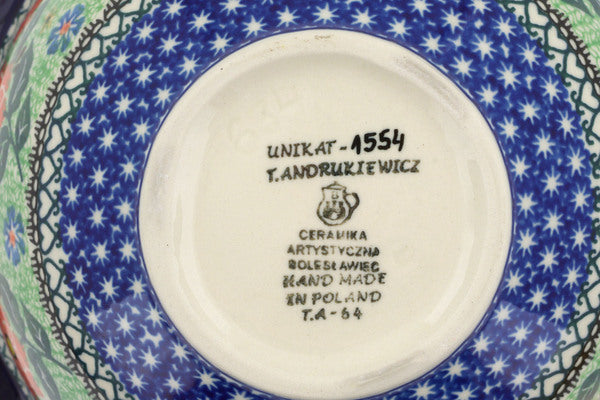 UNIKAT-1554
T.ANDRUKIEWICZ
CERAMIKA
ARTYSTYCZNA
BOLESŁAWIEC
HAND MADE
IN POLAND
T.A-64